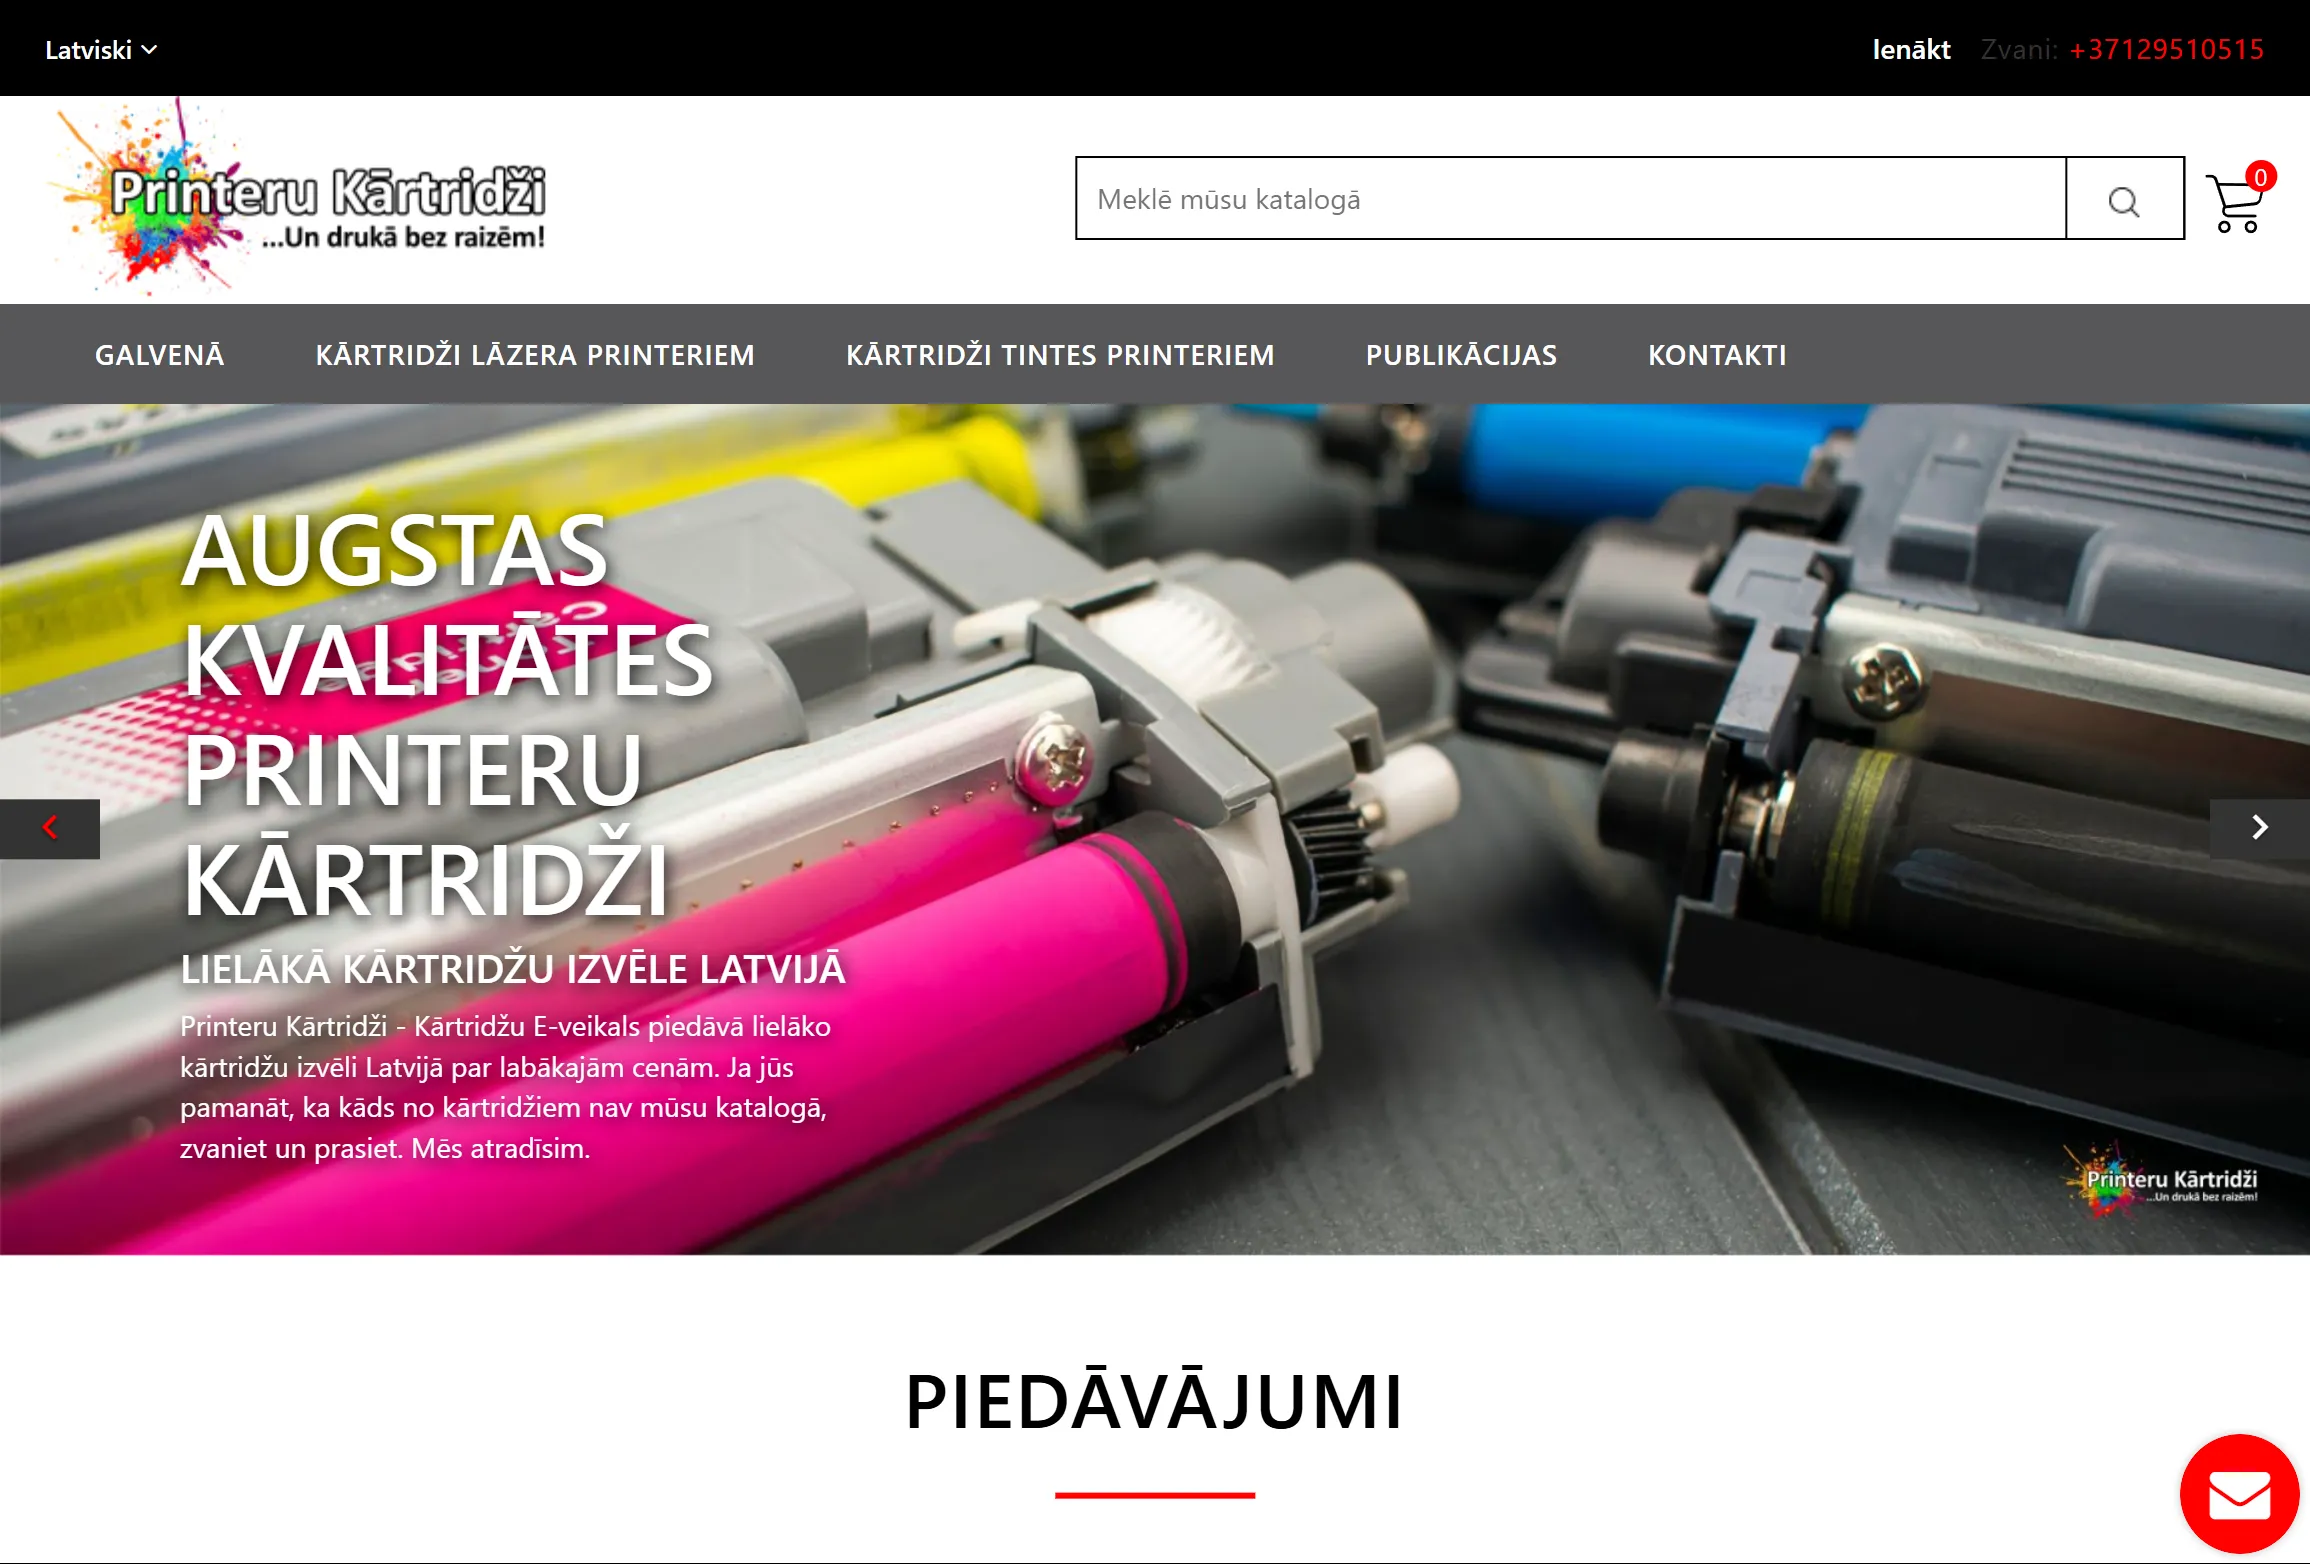 Latviski
Ienākt
Zvani: +37129510515
Printeru Kārtridži
...Un drukā bez raizēm!
Meklē mūsu katalogā
0
GALVENĀ
KĀRTRIDŽI LĀZERA PRINTERIEM
KĀRTRIDŽI TINTES PRINTERIEM
PUBLIKĀCIJAS
KONTAKTI
AUGSTAS
KVALITĀTES
PRINTERU
KĀRTRIDŽI
LIELĀKĀ KĀRTRIDŽU IZVĒLE LATVIJĀ
Printeru Kārtridži - Kārtridžu E-veikals piedāvā lielāko
kārtridžu izvēli Latvijā par labākajām cenām. Ja jūs
pamanāt, ka kāds no kārtridžiem nav mūsu katalogā,
zvaniet un prasiet. Mēs atradīsim.
Printeru Kārtridži
...Un drukā bez raizēm!
PIEDĀVĀJUMI